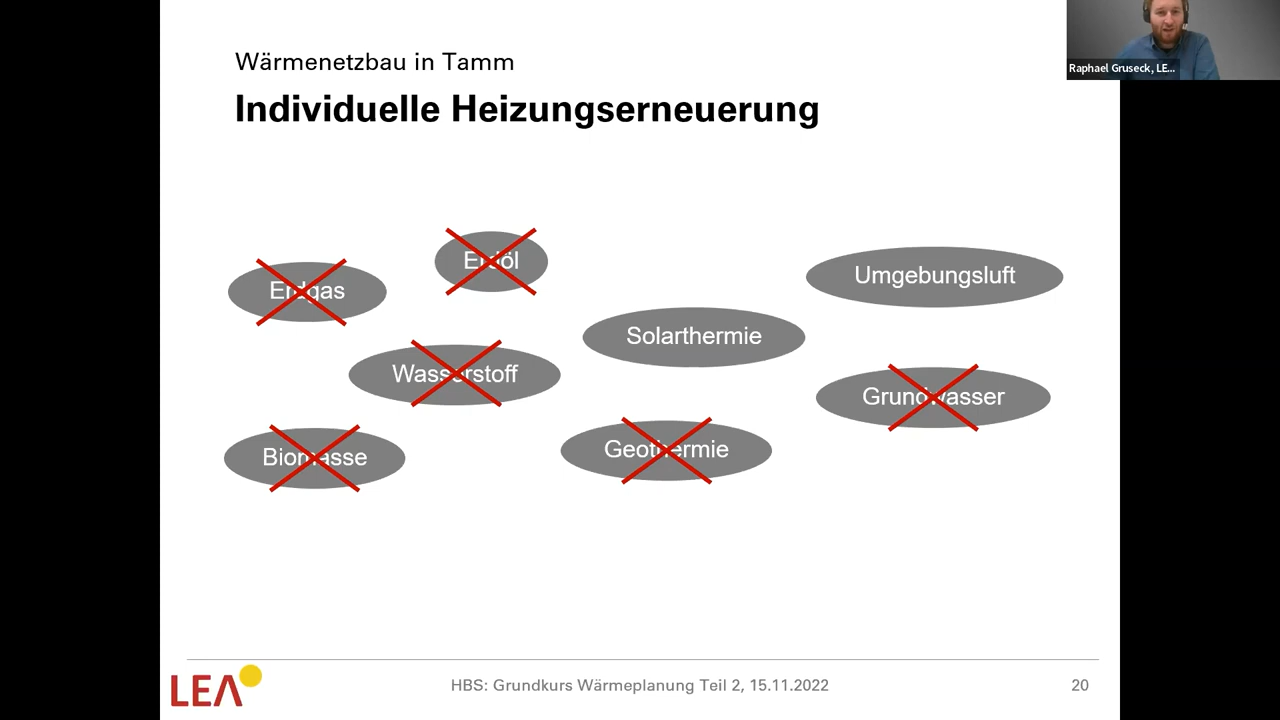 Wärmenetzbau in Tamm
Individuelle Heizungserneuerung
Raphael Gruseck, LE...
Erdgas
Erdöl
Umgebungsluft
Solarthermie
Wasserstoff
Grundwasser
Biomasse
Geothermie
LEA
HBS: Grundkurs Wärmeplanung Teil 2, 15.11.2022
20